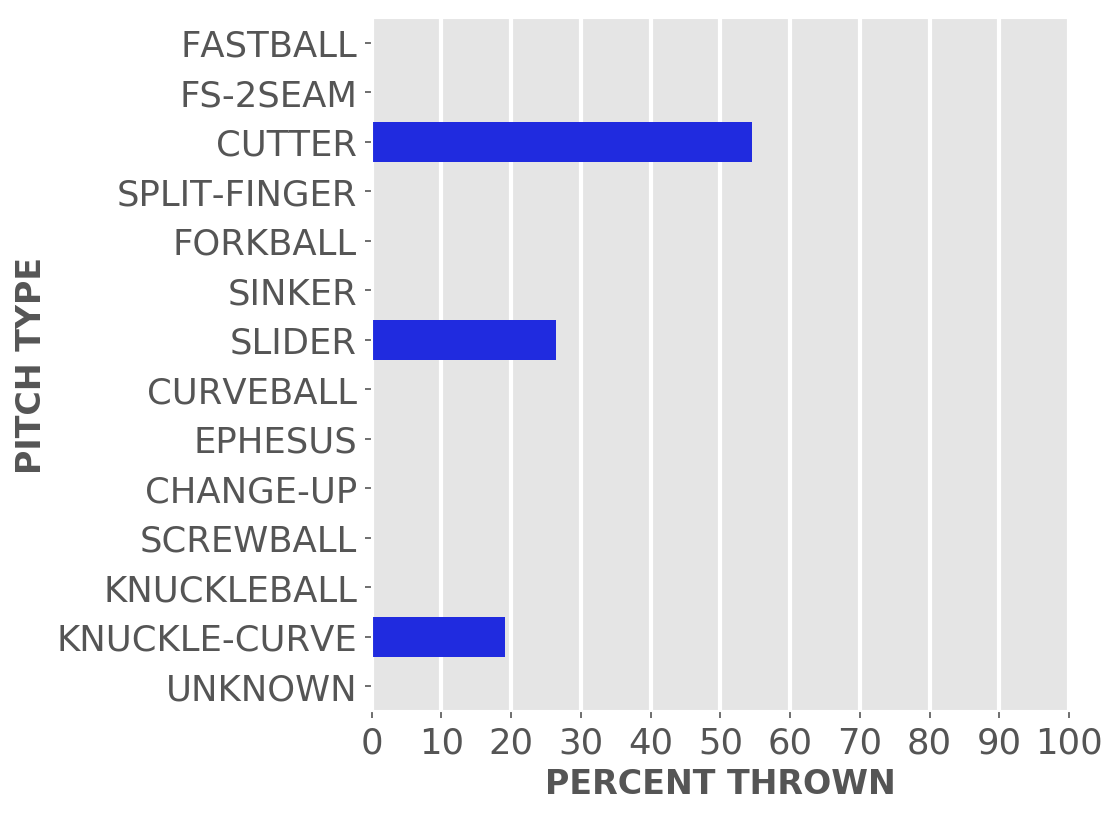 FASTBALL
FS-2SEAM
CUTTER
SPLIT-FINGER
FORKBALL
SINKER
SLIDER
CURVEBALL
EPHESUS
CHANGE-UP
SCREWBALL
KNUCKLEBALL
KNUCKLE-CURVE
UNKNOWN
PITCH TYPE
0 10 20 30 40 50 60 70 80 90 100
PERCENT THROWN